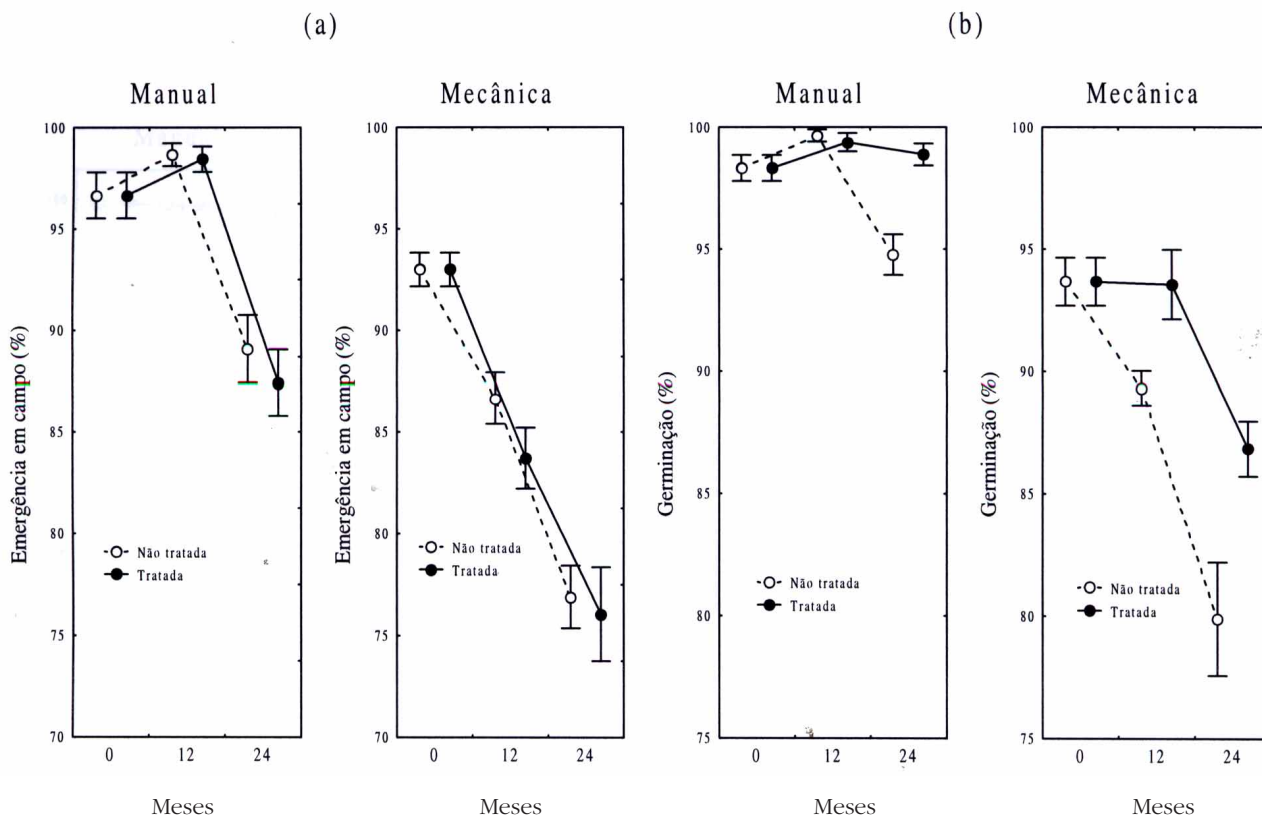 (a)
(b)
Manual
Mecânica
Manual
Mecânica
Emergência em campo (%)
100
95
90
85
80
75
70
Não tratada
Tratada
0 12 24
Meses
Emergência em campo (%)
100
95
90
85
80
75
70
Não tratada
Tratada
0 12 24
Meses
Germinação (%)
100
95
90
85
80
75
Não tratada
Tratada
0 12 24
Meses
Germinação (%)
100
95
90
85
80
75
Não tratada
Tratada
0 12 24
Meses